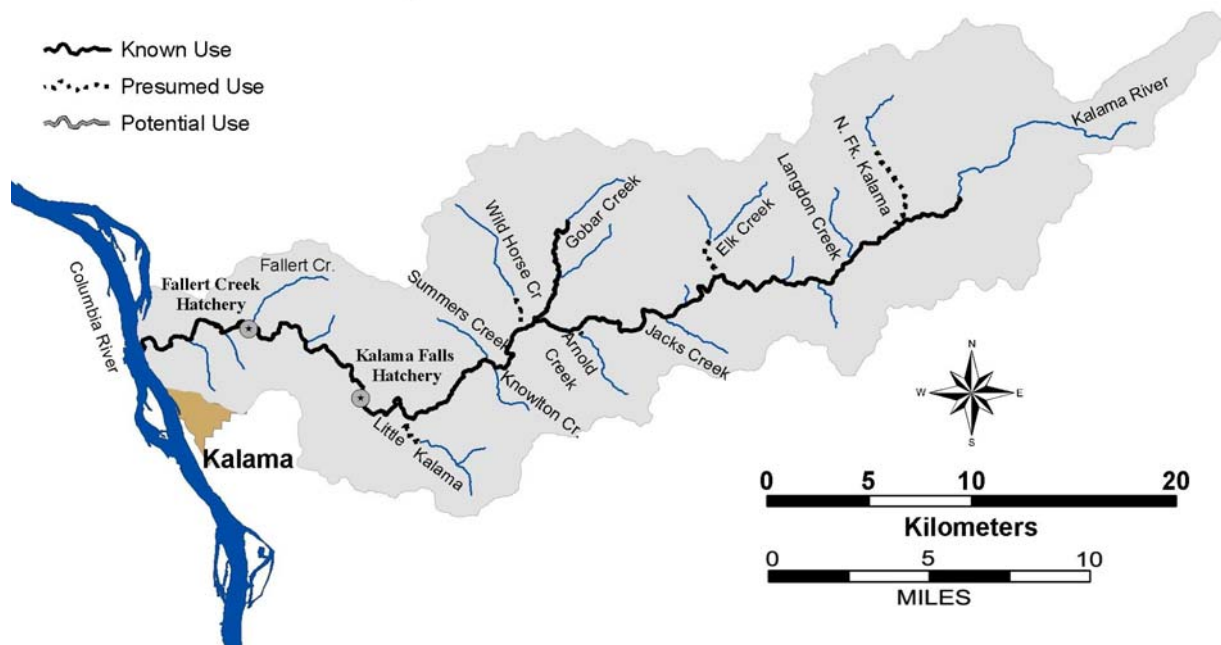 Known Use
Presumed Use
Potential Use
Kalama River
N. Fk. Kalama
Langdon Creek
Elk Creek
Gobar Creek
Wild Horse Cr
Summers Creek
Fallert Cr.
Fallert Creek
Hatchery
Columbia River
Kalama Falls
Hatchery
Arnold
Creek
Jacks Creek
Knowlton Cr.
Little
Kalama
Kalama
N
W
E
S
0 5 10 20
Kilometers
0 5 10
MILES